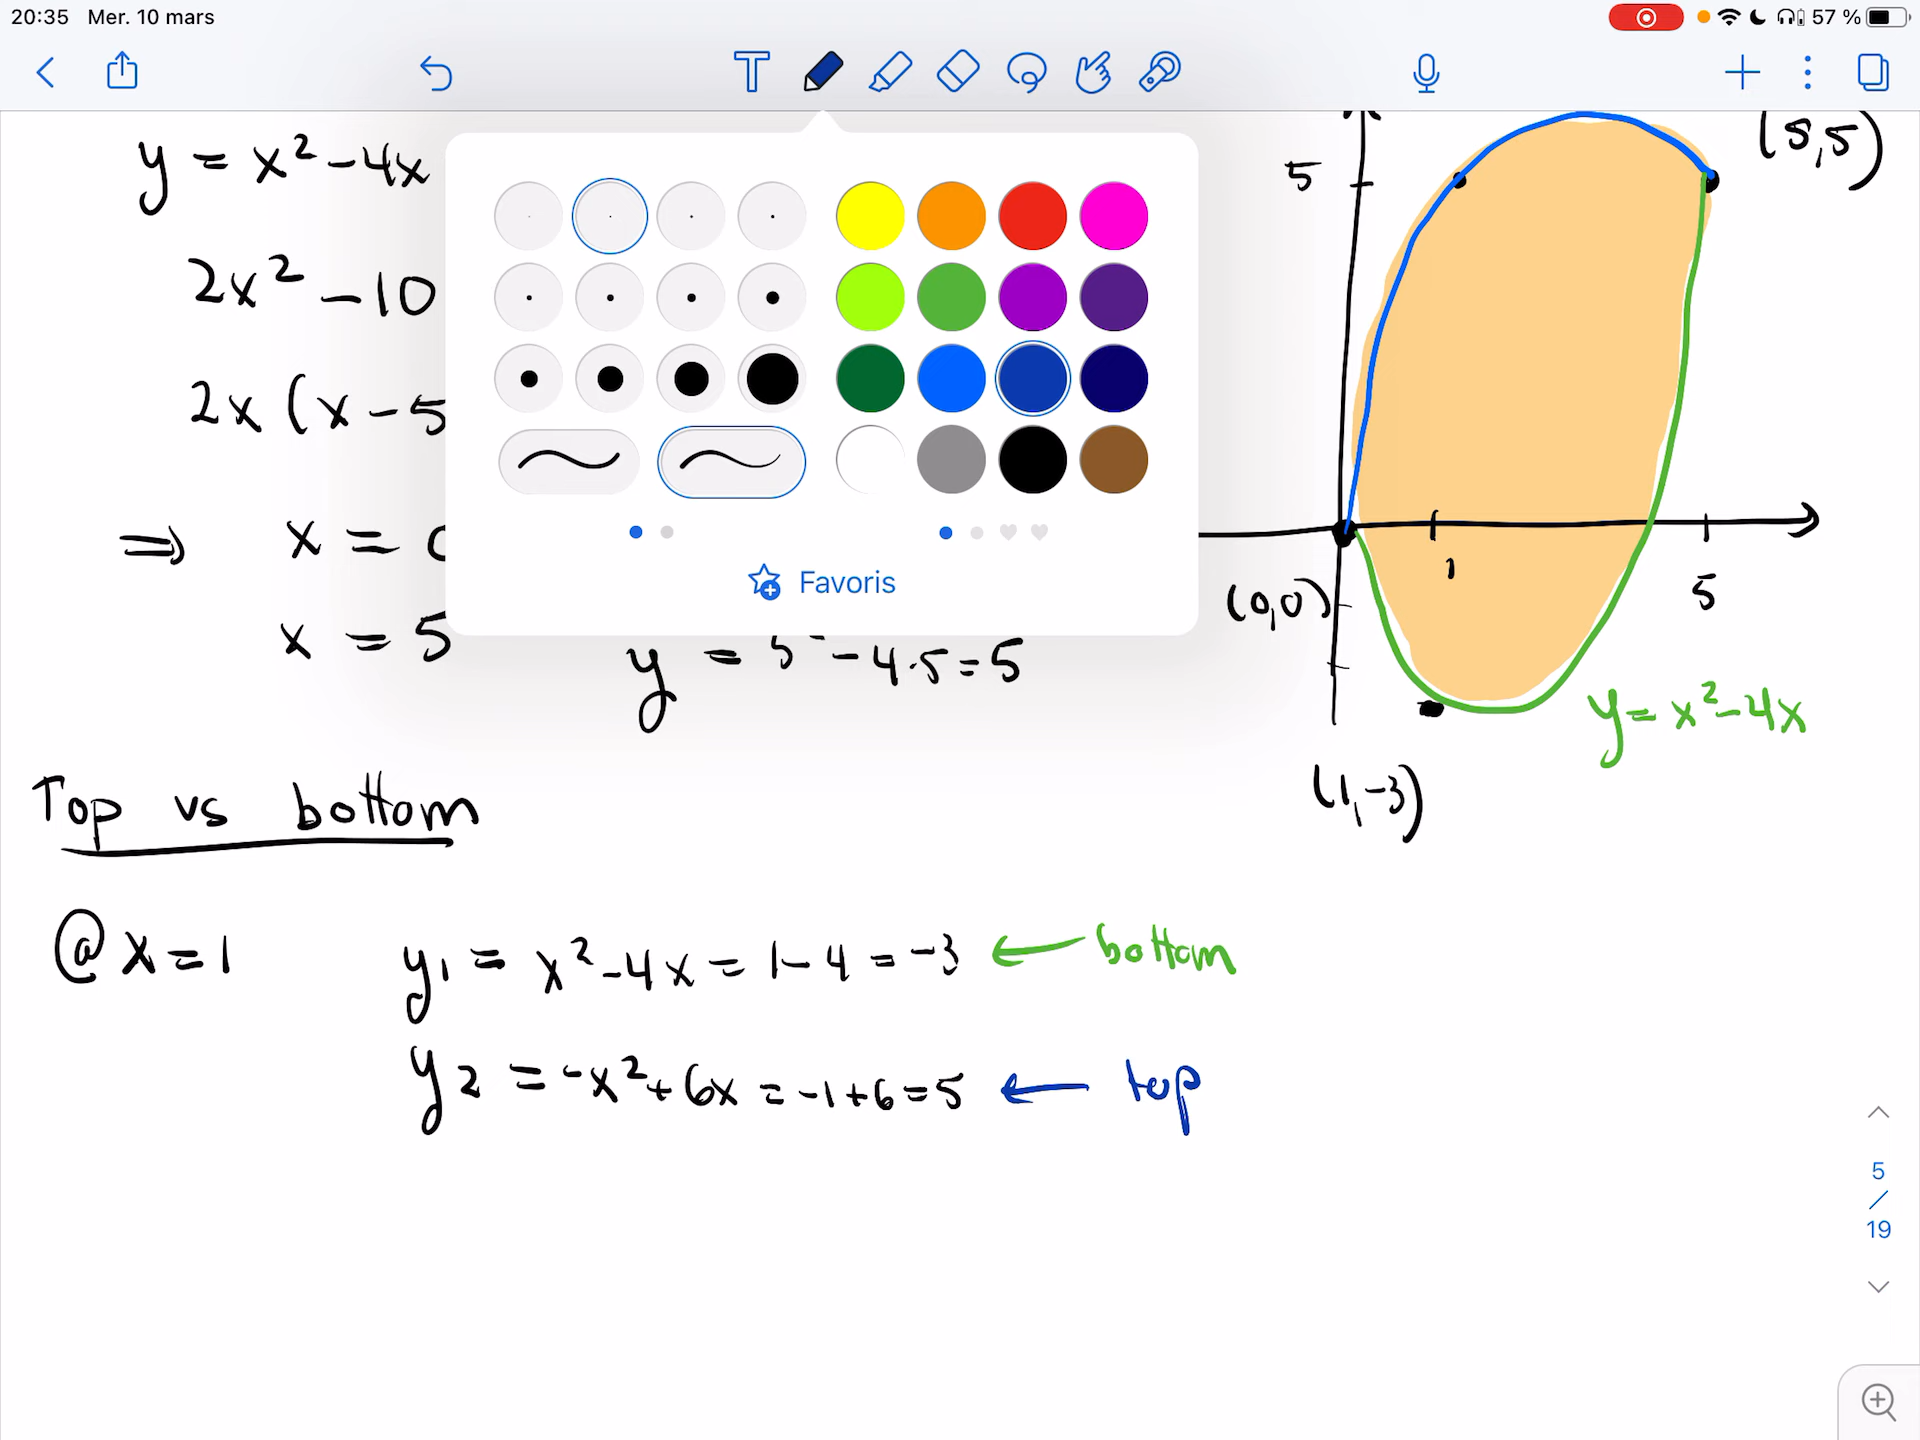 20:35 Mer. 10 mars 57 %
T
y = x² - 4x
2x² - 10
2x (x - 5
⇒ x = 0
x = 5
y = 5² - 4·5 = 5
Favoris
(5,5)
5
1
5
(0,0)
y = x² - 4x
(1, -3)
Top vs bottom
@ x = 1 y₁ = x² - 4x = 1 - 4 = -3 ← bottom
y₂ = -x² + 6x = -1 + 6 = 5 ← top
5
/
19